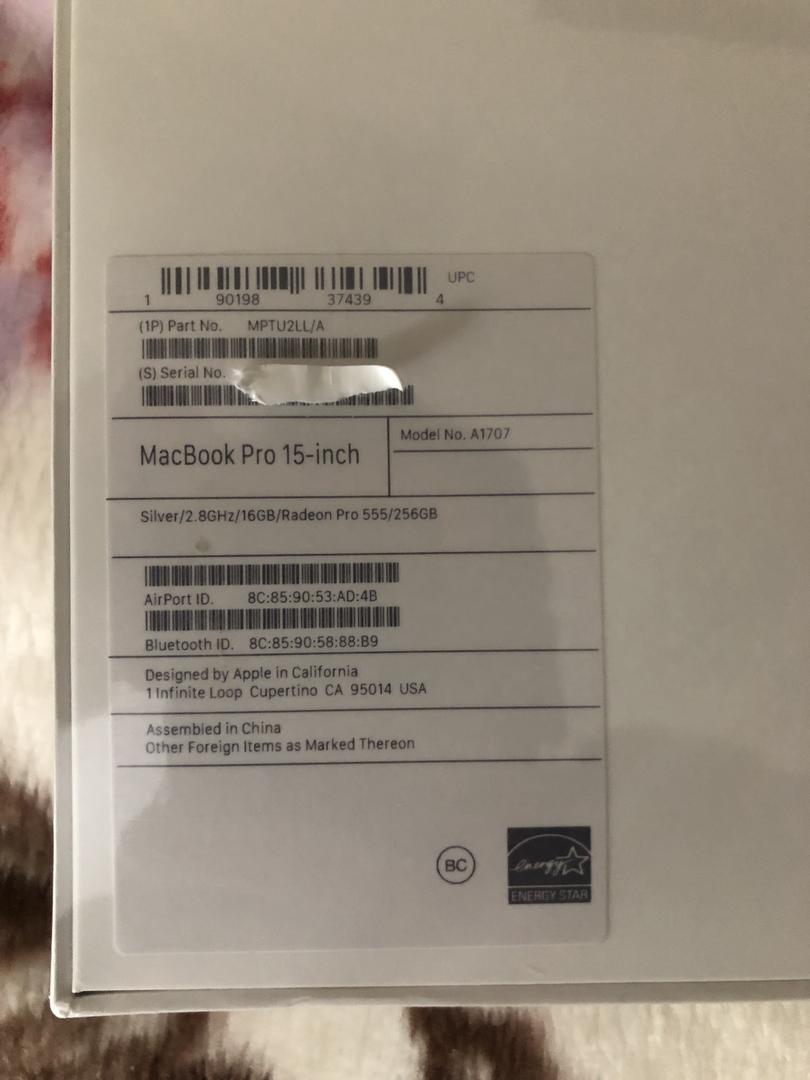 UPC
1 90198 37439 4
(1P) Part No. MPTU2LL/A
(S) Serial No.
MacBook Pro 15-inch
Model No. A1707
Silver/2.8GHz/16GB/Radeon Pro 555/256GB
AirPort ID. 8C:85:90:53:AD:4B
Bluetooth ID. 8C:85:90:58:88:B9
Designed by Apple in California
1 Infinite Loop Cupertino CA 95014 USA
Assembled in China
Other Foreign Items as Marked Thereon
BC
energy
ENERGY STAR